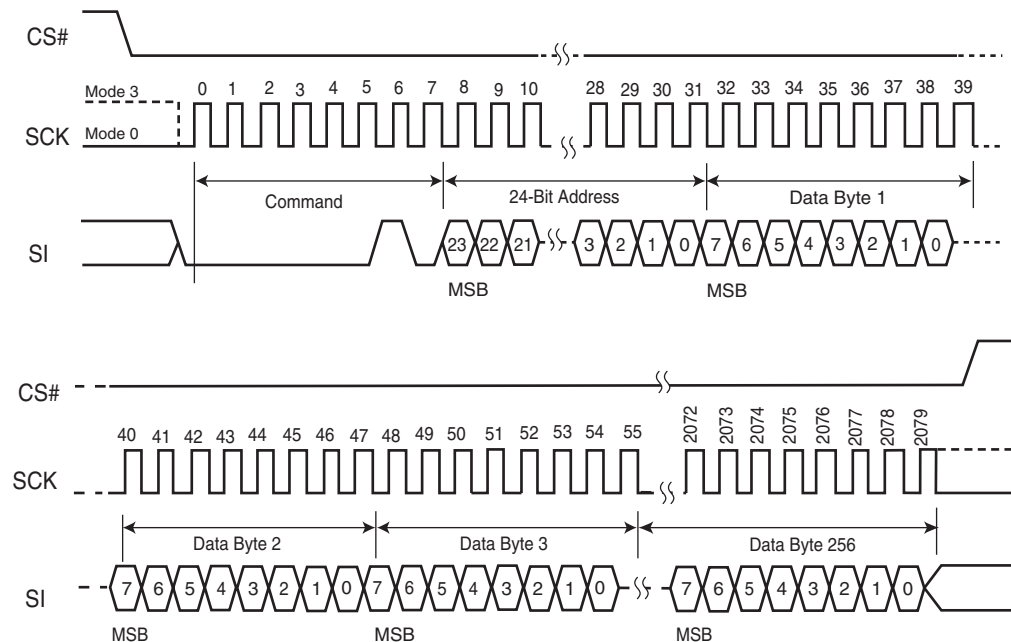 CS#
Mode 3
0 1 2 3 4 5 6 7 8 9 10 28 29 30 31 32 33 34 35 36 37 38 39
SCK
Mode 0
Command
24-Bit Address
Data Byte 1
SI
23 22 21 3 2 1 0 7 6 5 4 3 2 1 0
MSB
MSB
CS#
40 41 42 43 44 45 46 47 48 49 50 51 52 53 54 55 2072 2073 2074 2075 2076 2077 2078 2079
SCK
Data Byte 2
Data Byte 3
Data Byte 256
SI
7 6 5 4 3 2 1 0 7 6 5 4 3 2 1 0 7 6 5 4 3 2 1 0
MSB
MSB
MSB